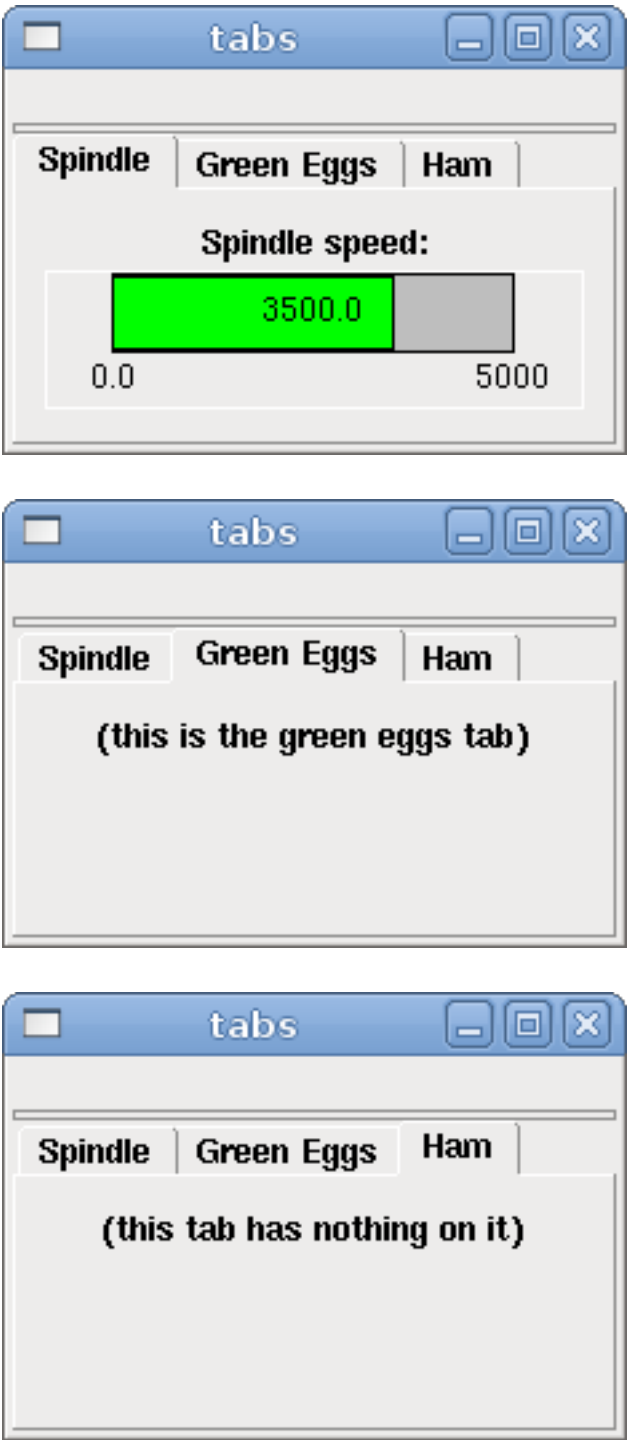 tabs
Spindle Green Eggs Ham
Spindle speed:
3500.0
0.0 5000
tabs
Spindle Green Eggs Ham
(this is the green eggs tab)
tabs
Spindle Green Eggs Ham
(this tab has nothing on it)